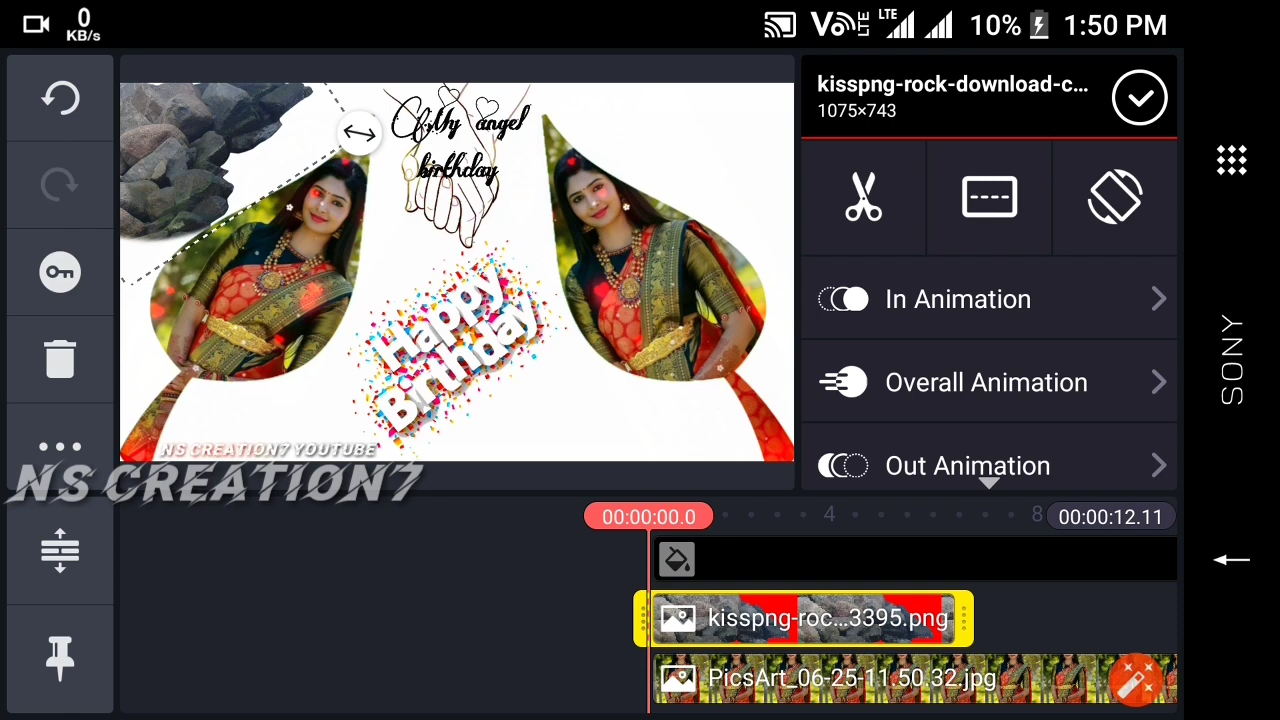 0
KB/s
Vo LTE
LTE
10%
1:50 PM
kisspng-rock-download-c...
1075×743
My angel
birthday
Happy
Birthday
NS CREATION7 YOUTUBE
NS CREATION7
In Animation
Overall Animation
Out Animation
SONY
00:00:00.0
4
8
00:00:12.11
kisspng-roc...3395.png
PicsArt_06-25-11.50.32.jpg